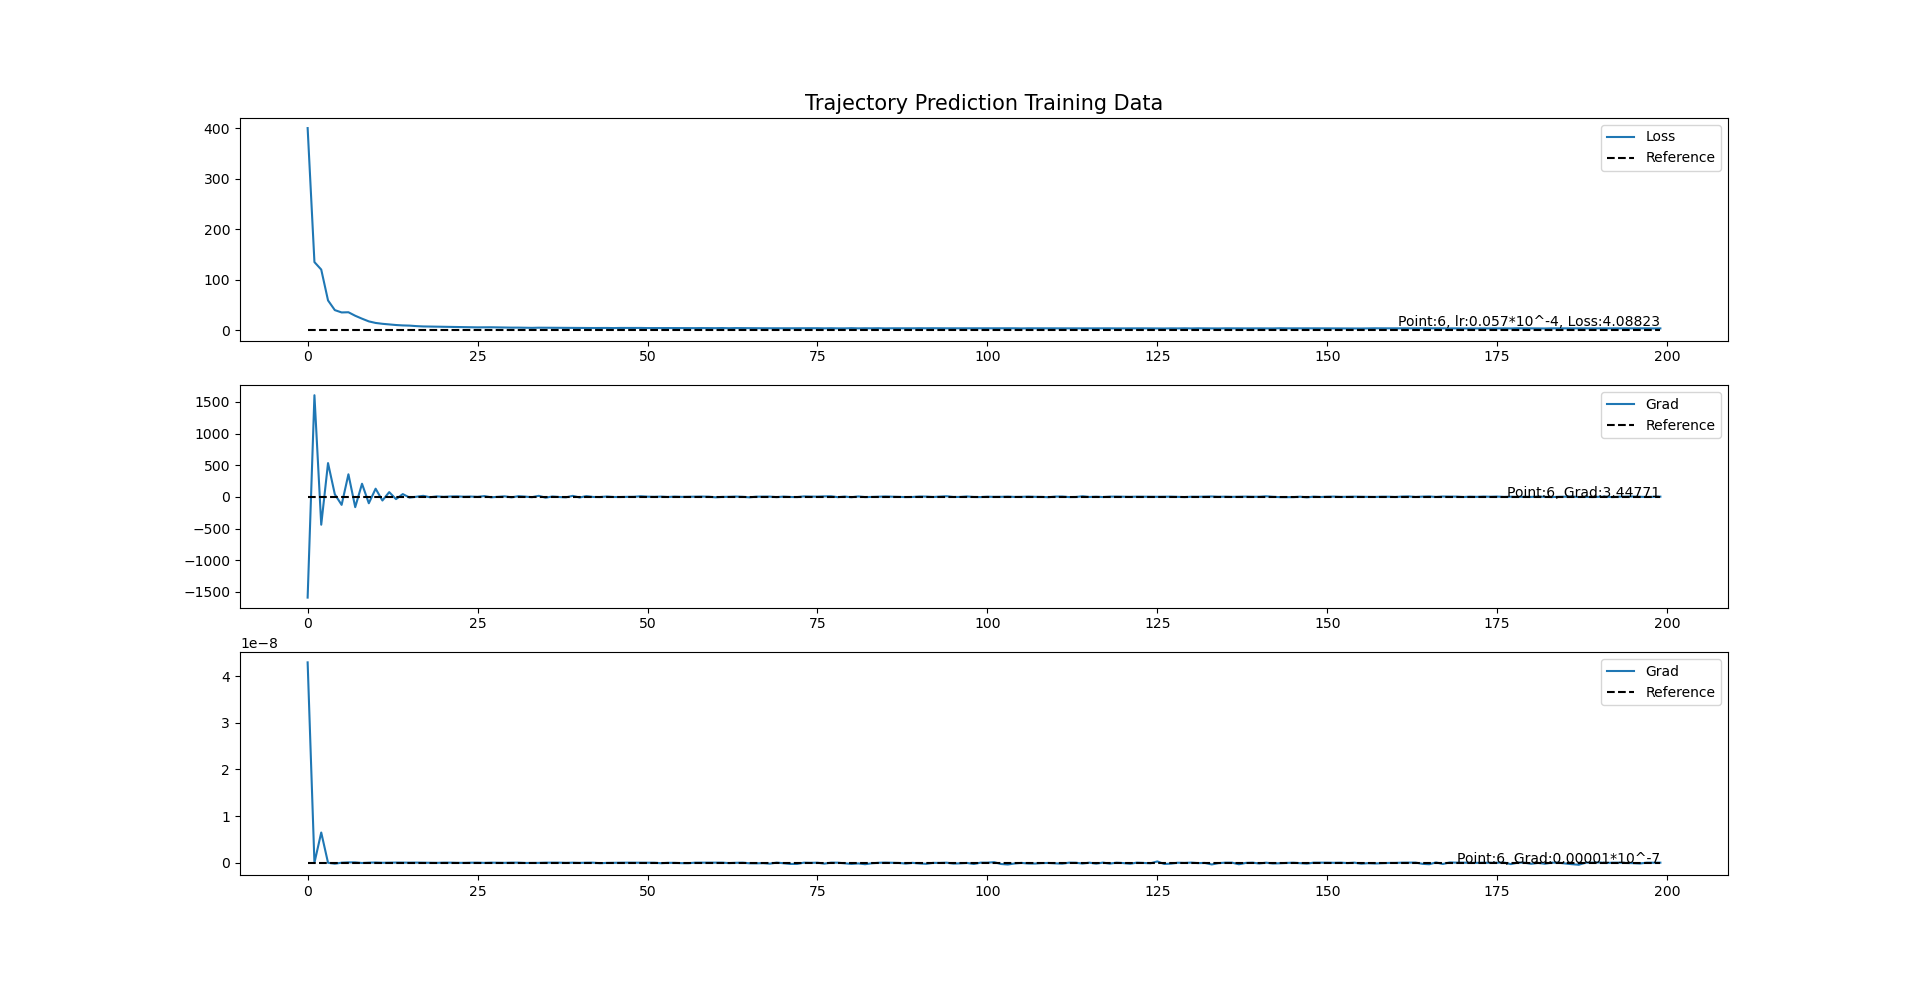 Trajectory Prediction Training Data
400
300
200
100
0
Loss
Reference
Point:6, lr:0.057*10^-4, Loss:4.08823
0 25 50 75 100 125 150 175 200
1500
1000
500
0
−500
−1000
−1500
Grad
Reference
Point:6, Grad:3.44771
0 25 50 75 100 125 150 175 200
1e−8
4
3
2
1
0
Grad
Reference
Point:6, Grad:0.00001*10^-7
0 25 50 75 100 125 150 175 200